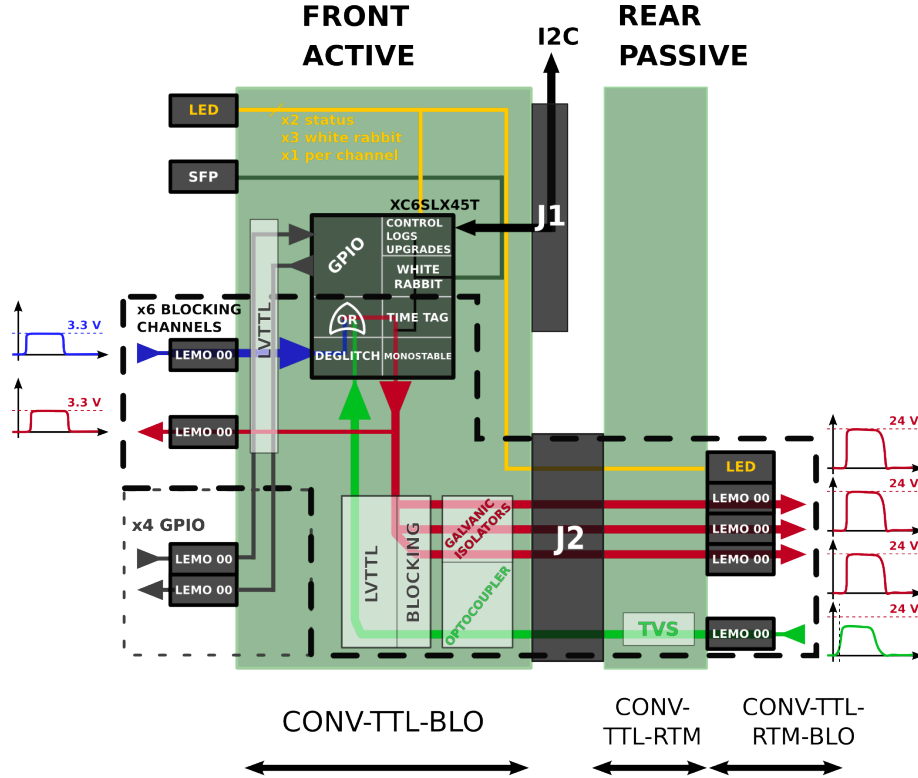 FRONT
ACTIVE
REAR
PASSIVE
I2C
LED
x2 status
x3 white rabbit
x1 per channel
SFP
XC6SLX45T
J1
GPIO
CONTROL
LOGS
UPGRADES
WHITE
RABBIT
LVTTL
OR
TIME TAG
DEGLITCH
MONOSTABLE
x6 BLOCKING
CHANNELS
3.3 V
LEMO 00
3.3 V
LEMO 00
x4 GPIO
LEMO 00
LEMO 00
LVTTL
BLOCKING
GALVANIC
ISOLATORS
OPTOCOUPLER
J2
TVS
LED
LEMO 00
LEMO 00
LEMO 00
LEMO 00
24 V
24 V
24 V
24 V
CONV-TTL-BLO
CONV-
TTL-RTM
CONV-TTL-
RTM-BLO